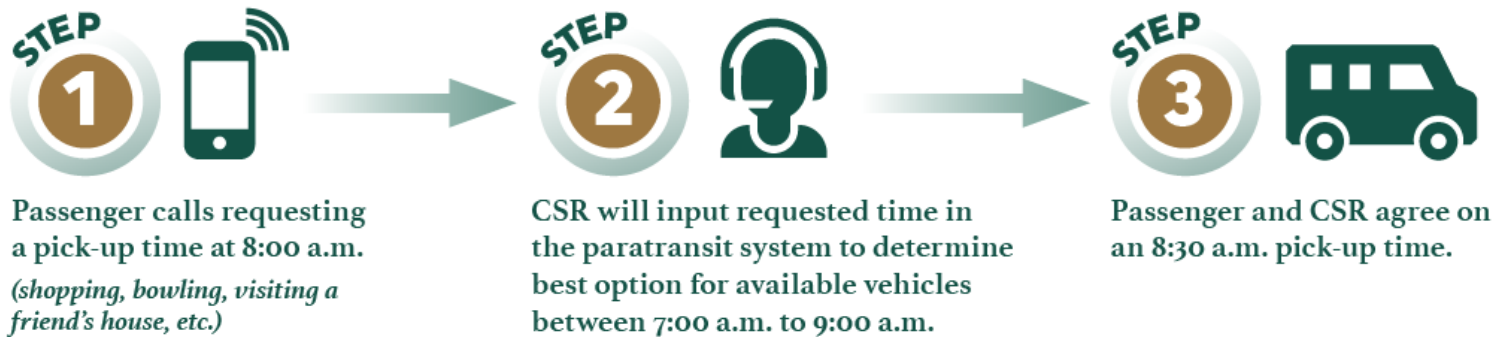 STEP
1
Passenger calls requesting
a pick-up time at 8:00 a.m.
(shopping, bowling, visiting a
friend's house, etc.)
STEP
2
CSR will input requested time in
the paratransit system to determine
best option for available vehicles
between 7:00 a.m. to 9:00 a.m.
STEP
3
Passenger and CSR agree on
an 8:30 a.m. pick-up time.